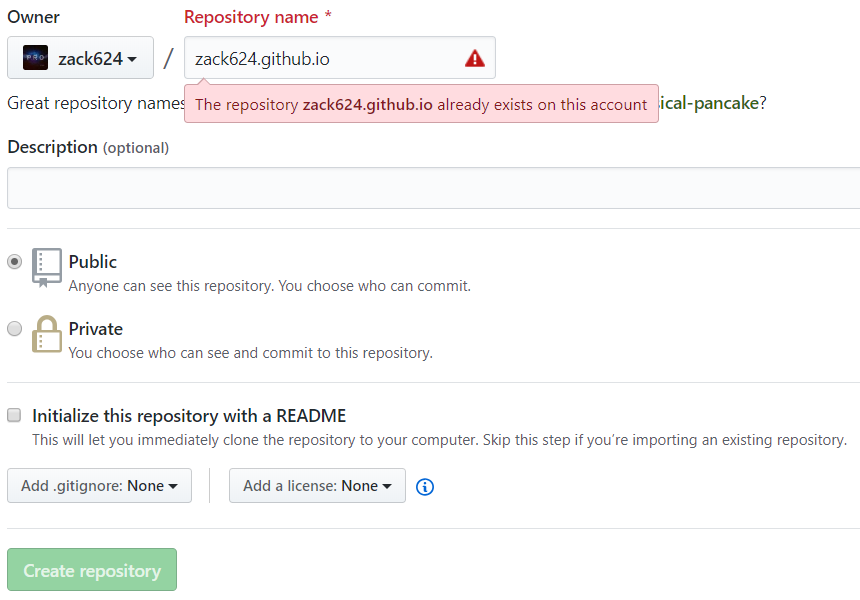 Owner
Repository name *
PRO zack624 / zack624.github.io
Great repository names
The repository zack624.github.io already exists on this account
ical-pancake?
Description (optional)
Public
Anyone can see this repository. You choose who can commit.
Private
You choose who can see and commit to this repository.
Initialize this repository with a README
This will let you immediately clone the repository to your computer. Skip this step if you’re importing an existing repository.
Add .gitignore: None
Add a license: None
Create repository